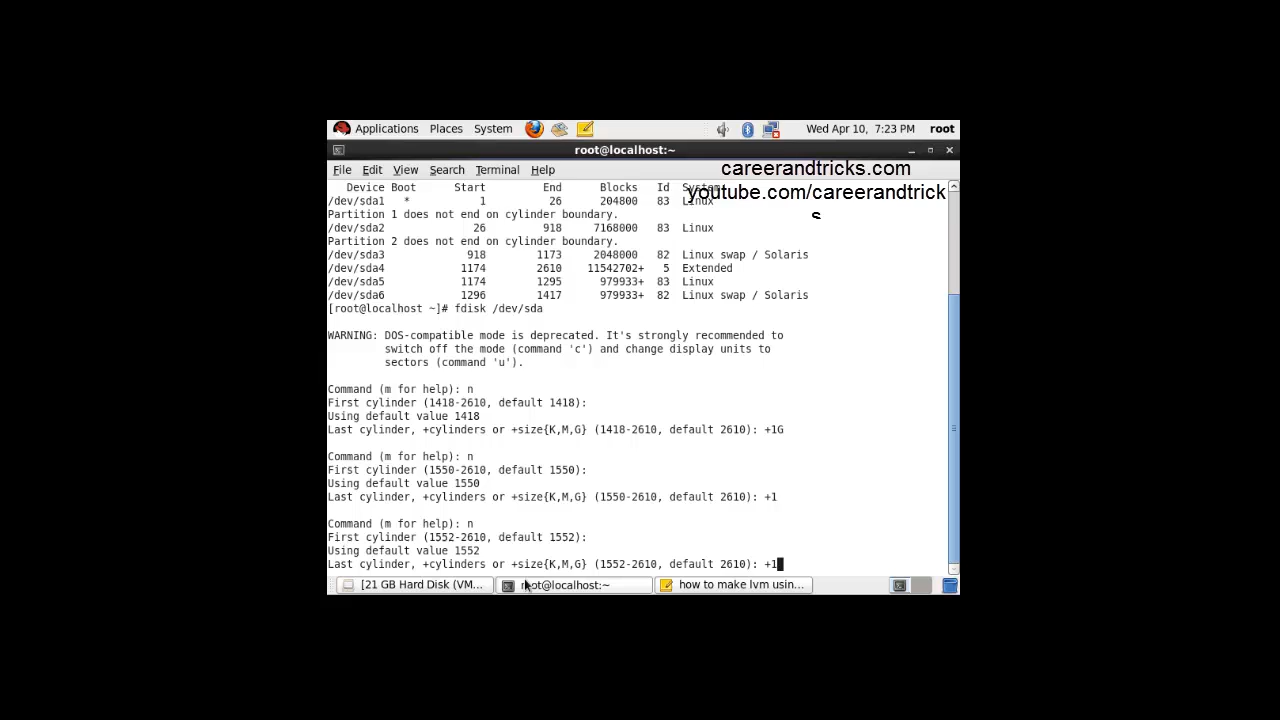 Applications Places System Wed Apr 10, 7:23 PM root
root@localhost:~
File Edit View Search Terminal Help
careerandtricks.com
youtube.com/careerandtrick
s
Device Boot Start End Blocks Id System
/dev/sda1 * 1 26 204800 83 Linux
Partition 1 does not end on cylinder boundary.
/dev/sda2 26 918 7168000 83 Linux
Partition 2 does not end on cylinder boundary.
/dev/sda3 918 1173 2048000 82 Linux swap / Solaris
/dev/sda4 1174 2610 11542702+ 5 Extended
/dev/sda5 1174 1295 979933+ 83 Linux
/dev/sda6 1296 1417 979933+ 82 Linux swap / Solaris
[root@localhost ~]# fdisk /dev/sda
WARNING: DOS-compatible mode is deprecated. It's strongly recommended to
switch off the mode (command 'c') and change display units to
sectors (command 'u').
Command (m for help): n
First cylinder (1418-2610, default 1418):
Using default value 1418
Last cylinder, +cylinders or +size{K,M,G} (1418-2610, default 2610): +1G
Command (m for help): n
First cylinder (1550-2610, default 1550):
Using default value 1550
Last cylinder, +cylinders or +size{K,M,G} (1550-2610, default 2610): +1
Command (m for help): n
First cylinder (1552-2610, default 1552):
Using default value 1552
Last cylinder, +cylinders or +size{K,M,G} (1552-2610, default 2610): +1
[21 GB Hard Disk (VM... root@localhost:~ how to make lvm usin...